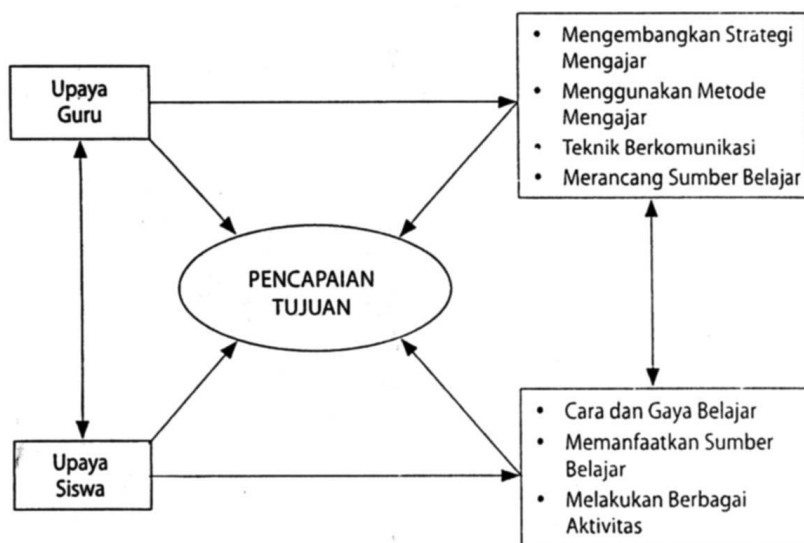 Upaya
Guru
• Mengembangkan Strategi
Mengajar
• Menggunakan Metode
Mengajar
• Teknik Berkomunikasi
• Merancang Sumber Belajar
PENCAPAIAN
TUJUAN
Upaya
Siswa
• Cara dan Gaya Belajar
• Memanfaatkan Sumber
Belajar
• Melakukan Berbagai
Aktivitas